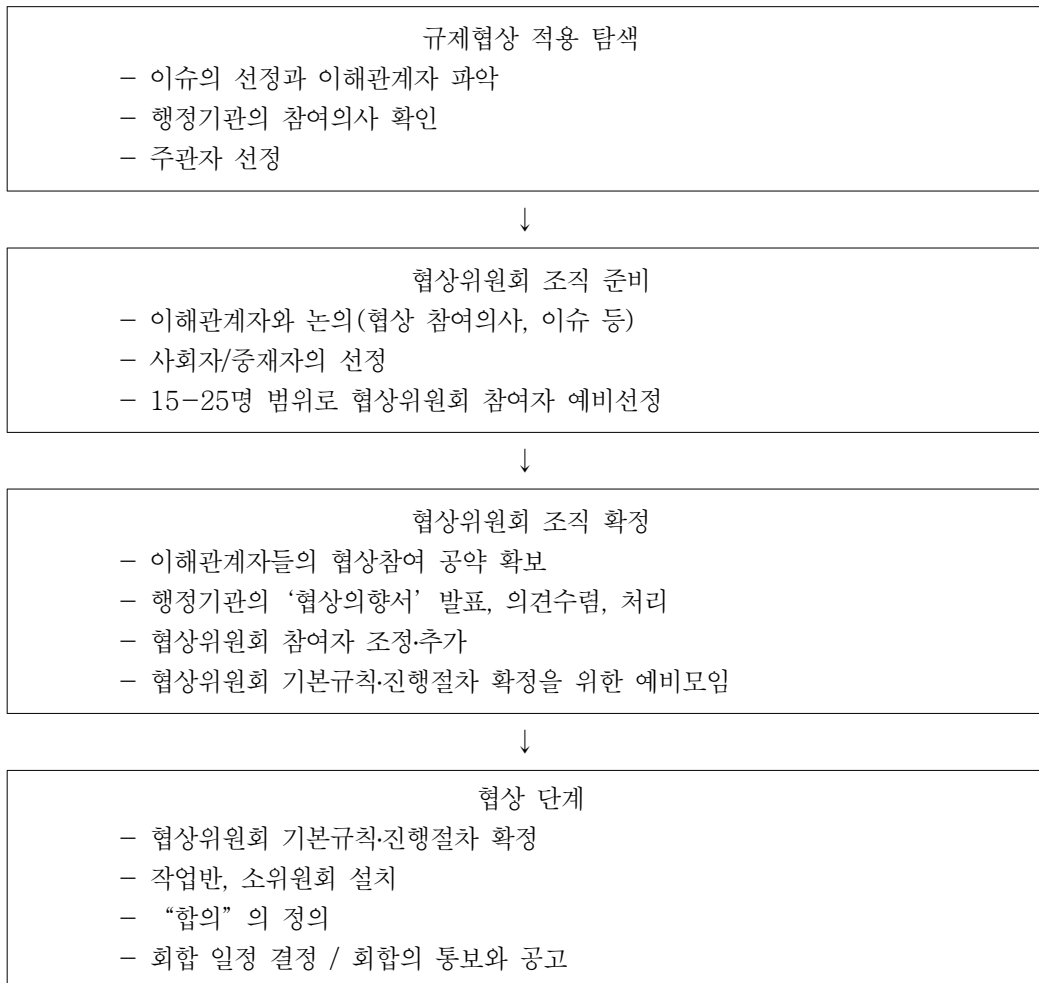 규제협상 적용 탐색
- 이슈의 선정과 이해관계자 파악
- 행정기관의 참여의사 확인
- 주관자 선정
↓
협상위원회 조직 준비
- 이해관계자와 논의(협상 참여의사, 이슈 등)
- 사회자/중재자의 선정
- 15-25명 범위로 협상위원회 참여자 예비선정
↓
협상위원회 조직 확정
- 이해관계자들의 협상참여 공약 확보
- 행정기관의 ‘협상의향서’ 발표, 의견수렴, 처리
- 협상위원회 참여자 조정·추가
- 협상위원회 기본규칙·진행절차 확정을 위한 예비모임
↓
협상 단계
- 협상위원회 기본규칙·진행절차 확정
- 작업반, 소위원회 설치
- “합의”의 정의
- 회합 일정 결정 / 회합의 통보와 공고